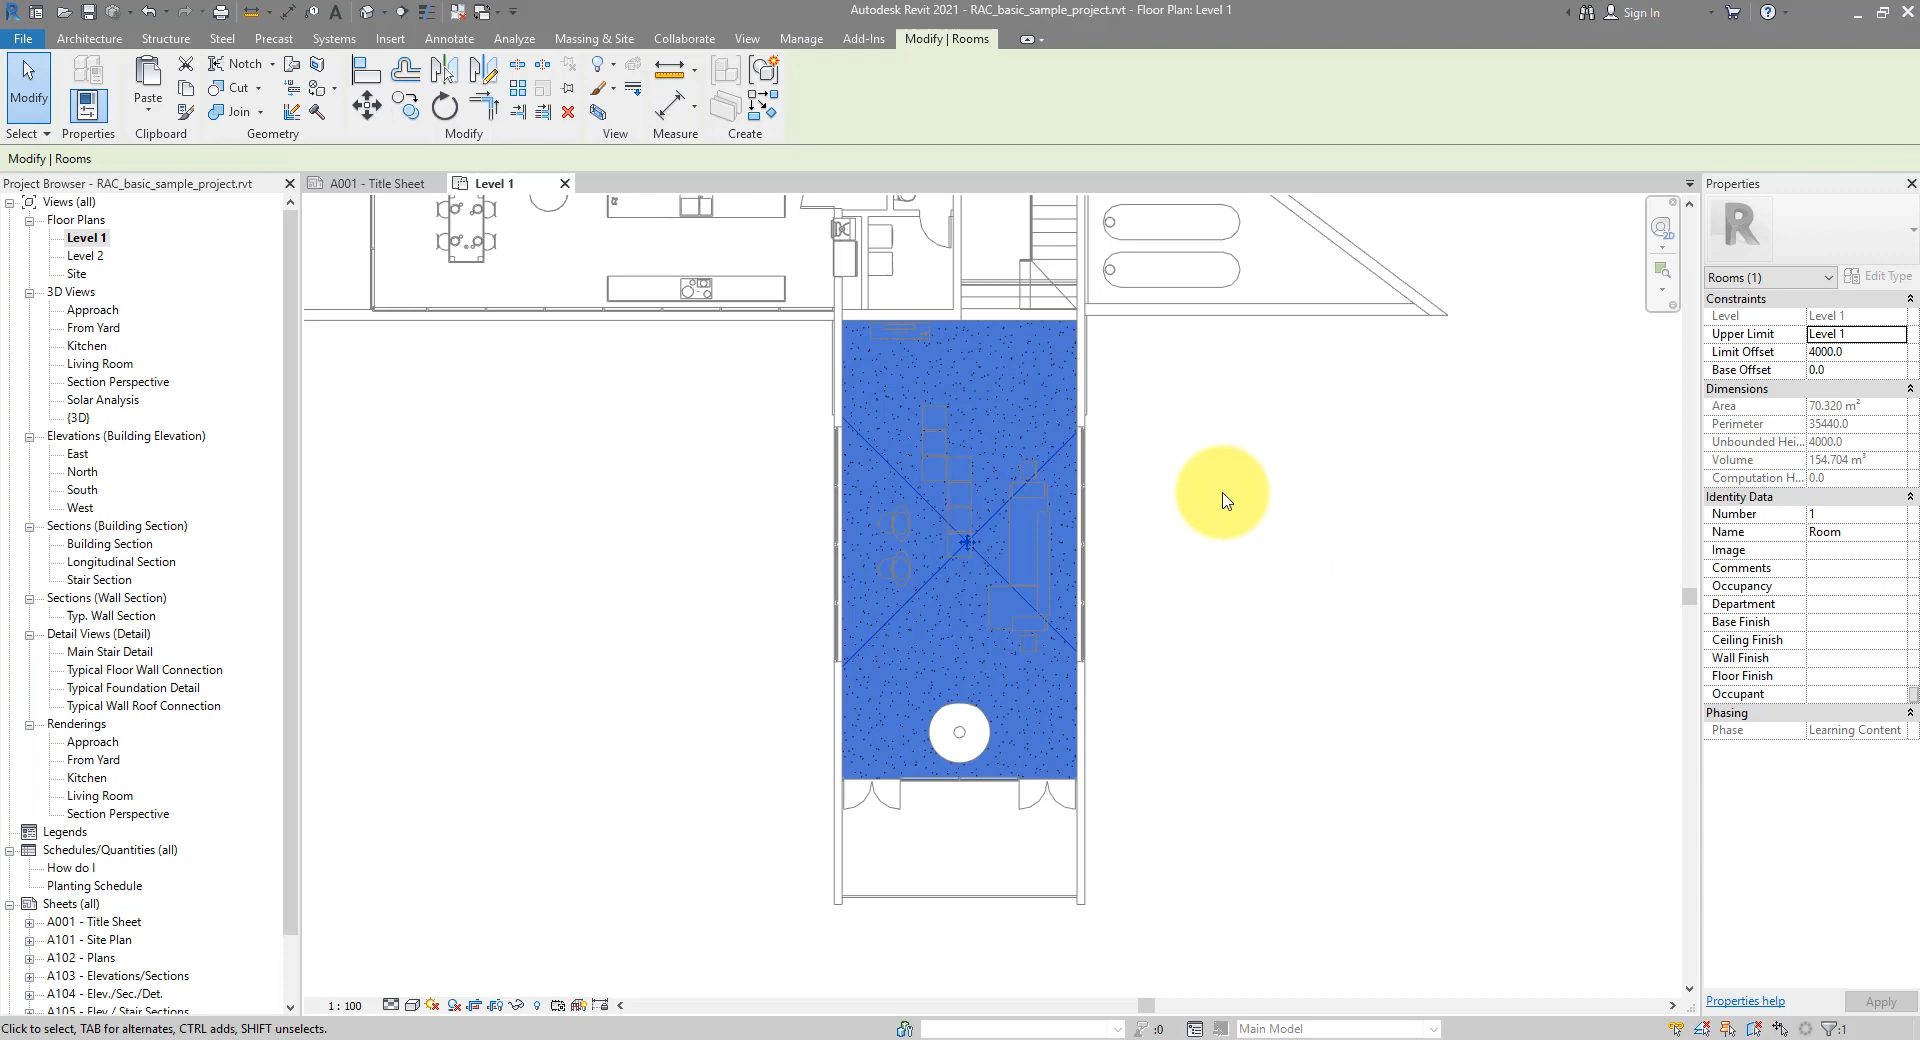 Autodesk Revit 2021 - RAC_basic_sample_project.rvt - Floor Plan: Level 1
Sign In
File
Architecture
Structure
Steel
Precast
Systems
Insert
Annotate
Analyze
Massing & Site
Collaborate
View
Manage
Add-Ins
Modify | Rooms
Modify
Paste
Notch
Cut
Join
Select
Properties
Clipboard
Geometry
Modify
View
Measure
Create
Modify | Rooms
Project Browser - RAC_basic_sample_project.rvt
A001 - Title Sheet
Level 1
Views (all)
Floor Plans
Level 1
Level 2
Site
3D Views
Approach
From Yard
Kitchen
Living Room
Section Perspective
Solar Analysis
{3D}
Elevations (Building Elevation)
East
North
South
West
Sections (Building Section)
Building Section
Longitudinal Section
Stair Section
Sections (Wall Section)
Typ. Wall Section
Detail Views (Detail)
Main Stair Detail
Typical Floor Wall Connection
Typical Foundation Detail
Typical Wall Roof Connection
Renderings
Approach
From Yard
Kitchen
Living Room
Section Perspective
Legends
Schedules/Quantities (all)
How do I
Planting Schedule
Sheets (all)
A001 - Title Sheet
A101 - Site Plan
A102 - Plans
A103 - Elevations/Sections
A104 - Elev./Sec./Det.
A105 - Elev./ Stair Sections
2D
Properties
Rooms (1)
Edit Type
Constraints
Level Level 1
Upper Limit Level 1
Limit Offset 4000.0
Base Offset 0.0
Dimensions
Area 70.320 m²
Perimeter 35440.0
Unbounded Hei... 4000.0
Volume 154.704 m³
Computation H... 0.0
Identity Data
Number 1
Name Room
Image
Comments
Occupancy
Department
Base Finish
Ceiling Finish
Wall Finish
Floor Finish
Occupant
Phasing
Phase Learning Content
Properties help
Apply
1 : 100
Click to select, TAB for alternates, CTRL adds, SHIFT unselects.
:0
Main Model
:1